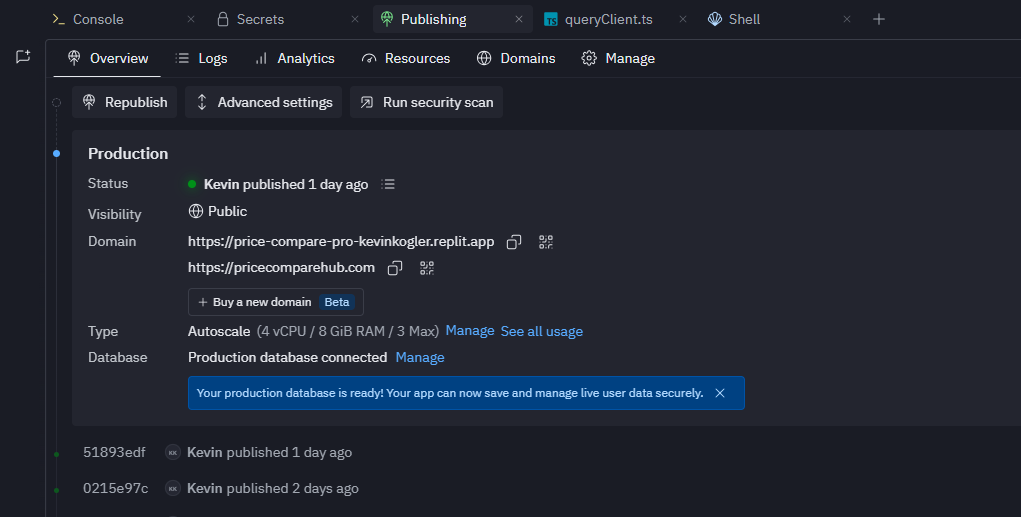 Console Secrets Publishing TS queryClient.ts Shell
Overview Logs Analytics Resources Domains Manage
Republish Advanced settings Run security scan
Production
Status Kevin published 1 day ago
Visibility Public
Domain https://price-compare-pro-kevinkogler.replit.app
https://pricecomparehub.com
+ Buy a new domain Beta
Type Autoscale (4 vCPU / 8 GiB RAM / 3 Max) Manage See all usage
Database Production database connected Manage
Your production database is ready! Your app can now save and manage live user data securely.
51893edf KK Kevin published 1 day ago
0215e97c KK Kevin published 2 days ago